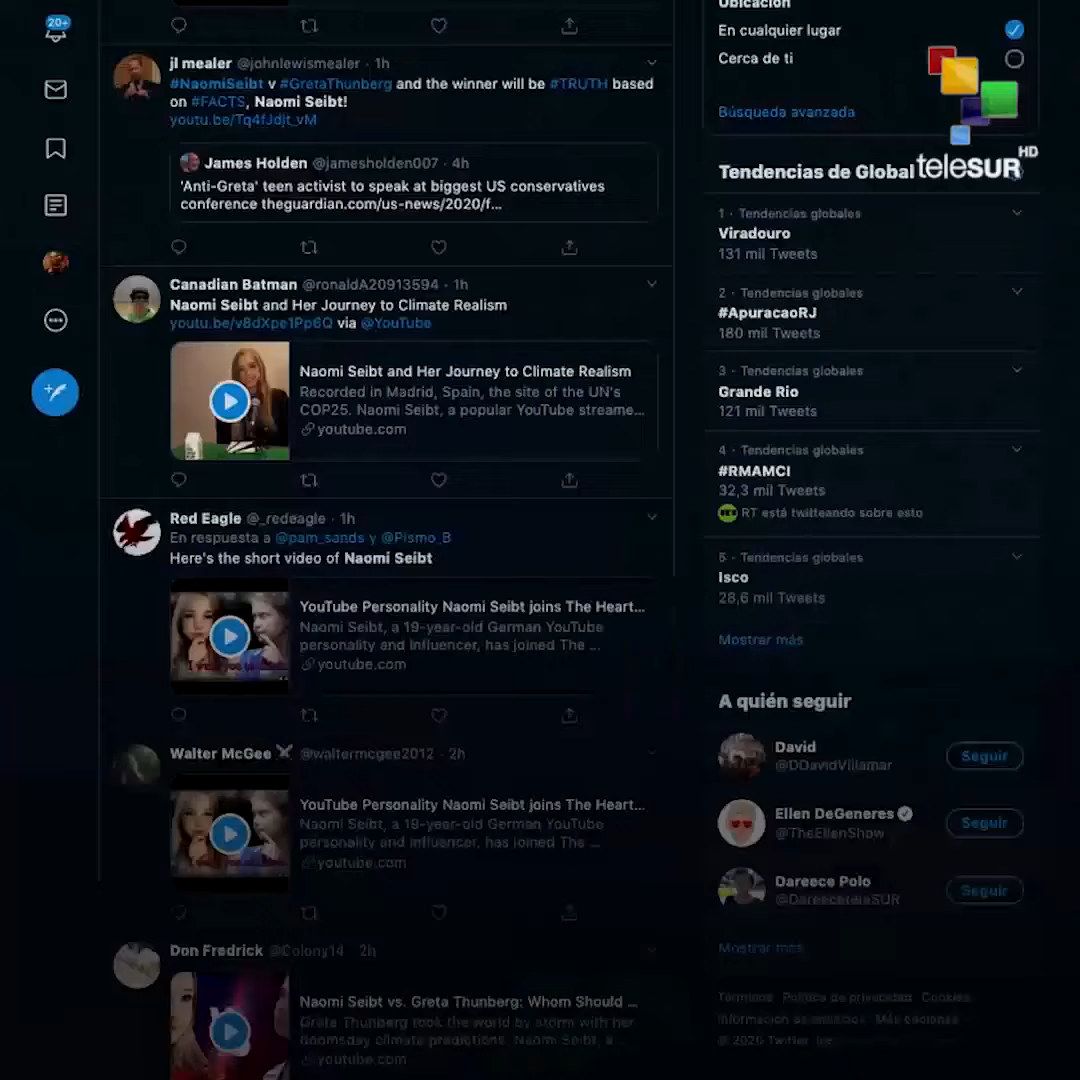 20+
jl mealer @johnlewismealer · 1h
#NaomiSeibt v #GretaThunberg and the winner will be #TRUTH based
on #FACTS, Naomi Seibt!
youtu.be/Tq4fJdjt_vM
James Holden @jamesholden007 · 4h
'Anti-Greta' teen activist to speak at biggest US conservatives
conference theguardian.com/us-news/2020/f...
Canadian Batman @ronaldA20913594 · 1h
Naomi Seibt and Her Journey to Climate Realism
youtu.be/v8dXpe1Pp6Q via @YouTube
Naomi Seibt and Her Journey to Climate Realism
Recorded in Madrid, Spain, the site of the UN's
COP25. Naomi Seibt, a popular YouTube streame...
youtube.com
Red Eagle @_redeagle · 1h
En respuesta a @pam_sands y @Pismo_B
Here's the short video of Naomi Seibt
YouTube Personality Naomi Seibt joins The Heart...
Naomi Seibt, a 19-year-old German YouTube
personality and influencer, has joined The ...
youtube.com
Walter McGee @waltermcgee2012 · 2h
YouTube Personality Naomi Seibt joins The Heart...
Naomi Seibt, a 19-year-old German YouTube
personality and influencer, has joined The ...
youtube.com
Don Fredrick @Colony14 2h
Naomi Seibt vs. Greta Thunberg: Whom Should ...
Greta Thunberg took the world by storm with her
doomsday climate predictions. Naomi Seibt, a
youtube.com
Ubicación
En cualquier lugar
Cerca de ti
Búsqueda avanzada
teleSUR HD
Tendencias de Global
1 · Tendencias globales
Viradouro
131 mil Tweets
2 · Tendencias globales
#ApuracaoRJ
180 mil Tweets
3 · Tendencias globales
Grande Rio
121 mil Tweets
4 · Tendencias globales
#RMAMCI
32,3 mil Tweets
RT está twitteando sobre esto
5 · Tendencias globales
Isco
28,6 mil Tweets
Mostrar más
A quién seguir
David
@DDavidVillamar
Seguir
Ellen DeGeneres
@TheEllenShow
Seguir
Dareece Polo
@DareeceteleSUR
Seguir
Mostrar más
Términos Política de privacidad Cookies
Información de anuncios Más opciones
© 2020 Twitter, Inc.